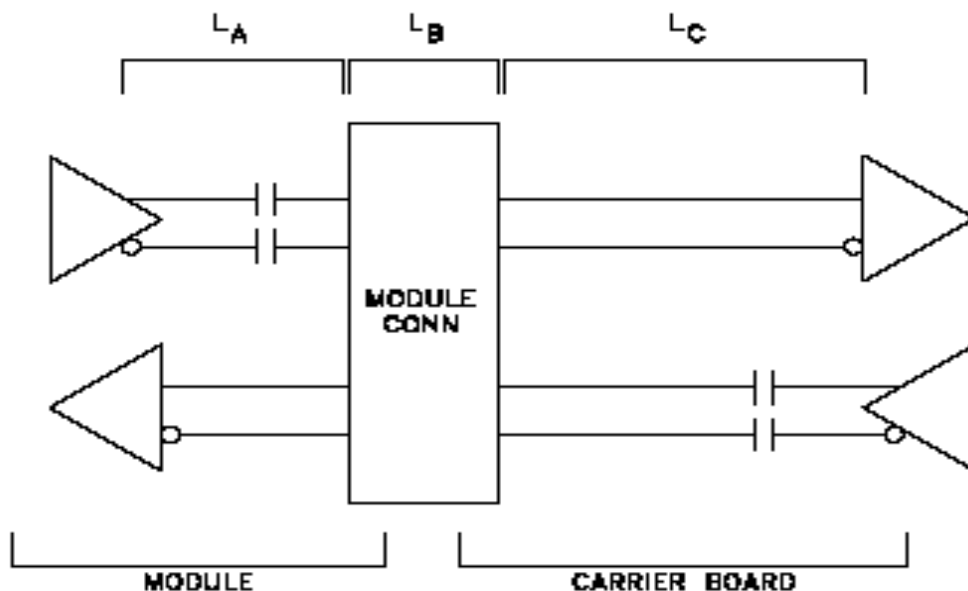 LA
LB
LC
MODULE
CONN
MODULE
CARRIER BOARD